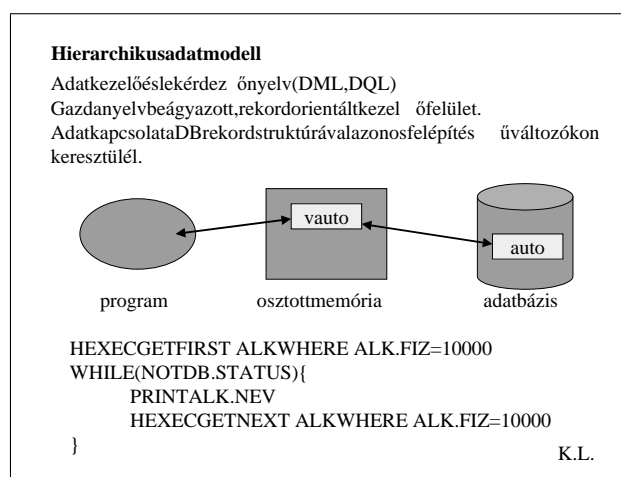 Hierarchikusadatmodell
Adatkezelőéslekérdez őnyelv(DML,DQL)
Gazdanyelvbeágyazott,rekordorientáltkezel őfelület.
AdatkapcsolataDBrekordstruktúrávalazonosfelépítés űváltozókon
keresztülél.
vauto
auto
program osztottmemória adatbázis
HEXECGETFIRST ALKWHERE ALK.FIZ=10000
WHILE(NOTDB.STATUS){
PRINTALK.NEV
HEXECGETNEXT ALKWHERE ALK.FIZ=10000
}
K.L.